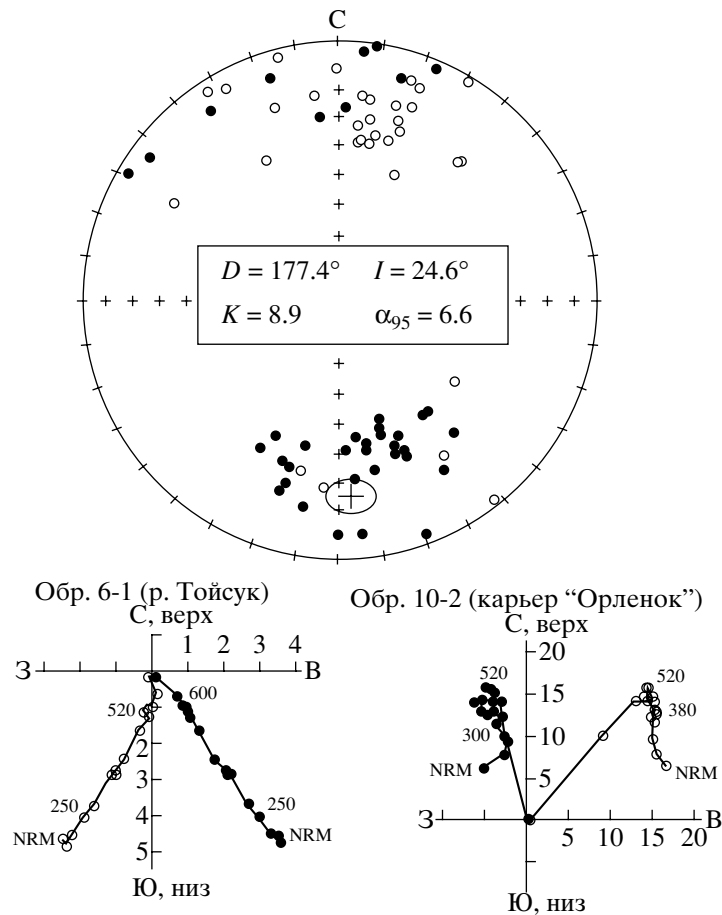 С
D = 177.4° I = 24.6°
K = 8.9 α95 = 6.6
Обр. 6-1 (р. Тойсук)
С, верх
1 2 3 4
З
В
600
520
2
250
250
3
4
NRM
NRM
5
Ю, низ
Обр. 10-2 (карьер “Орленок”)
С, верх
20
520
520
15
380
300
10
NRM
NRM
5
З
В
5 10 15 20
Ю, низ